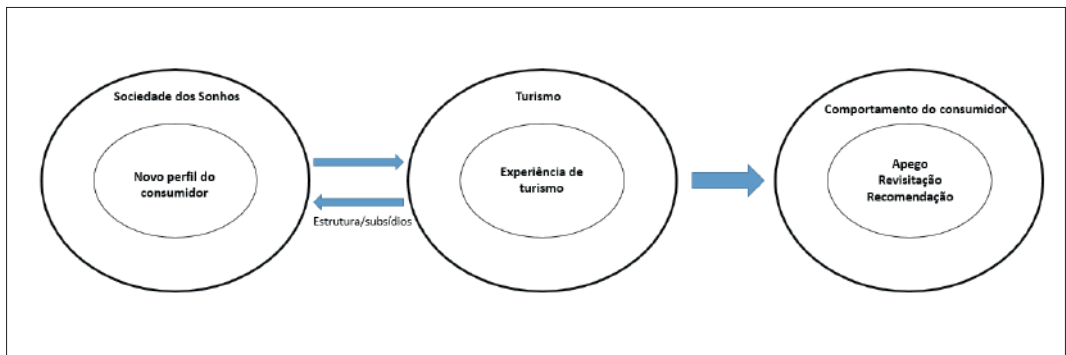 Sociedade dos Sonhos
Novo perfil do
consumidor
Estrutura/subsídios
Turismo
Experiência de
turismo
Comportamento do consumidor
Apego
Revisitação
Recomendação